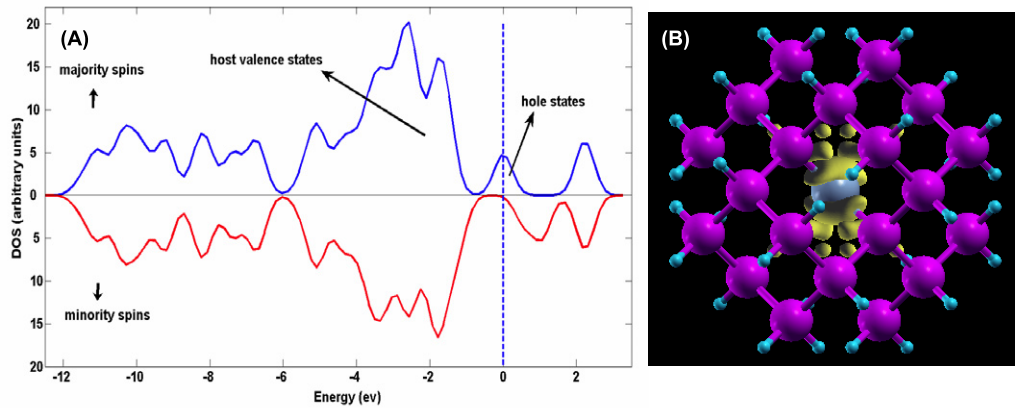 (A)
majority spins
host valence states
hole states
minority spins
DOS (arbitrary units)
20
15
10
5
0
5
10
15
20
-12 -10 -8 -6 -4 -2 0 2
Energy (ev)
(B)